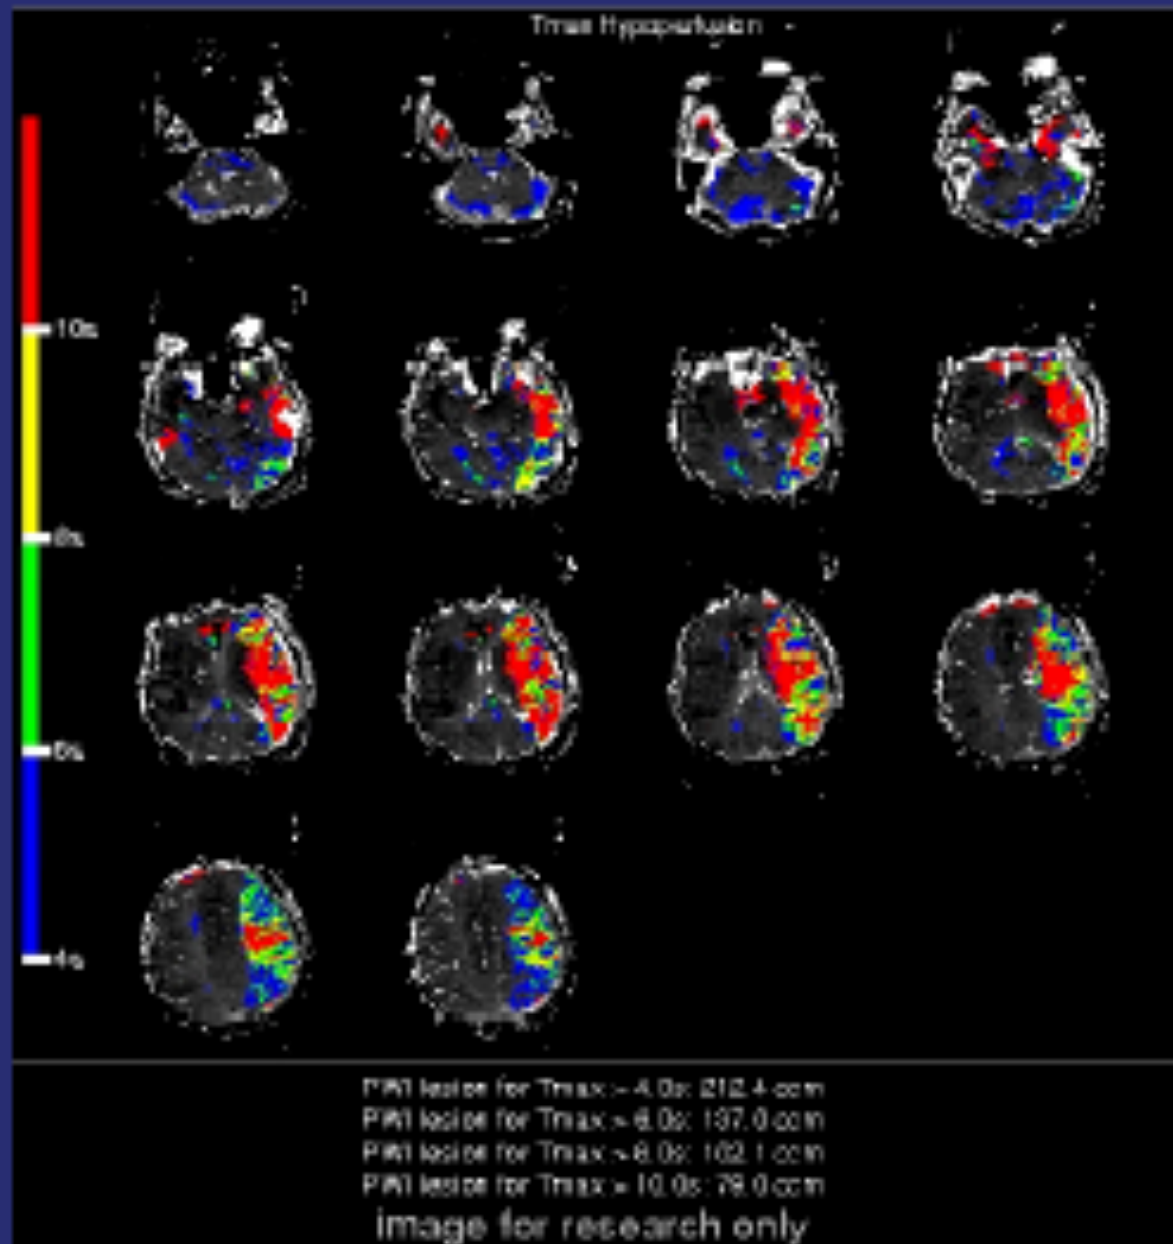 Tmax Hypoperfusion
10s
8s
6s
4s
PWI lesion for Tmax > 4.0s: 212.4 ccm
PWI lesion for Tmax > 6.0s: 137.0 ccm
PWI lesion for Tmax > 8.0s: 102.1 ccm
PWI lesion for Tmax > 10.0s: 79.0 ccm
image for research only